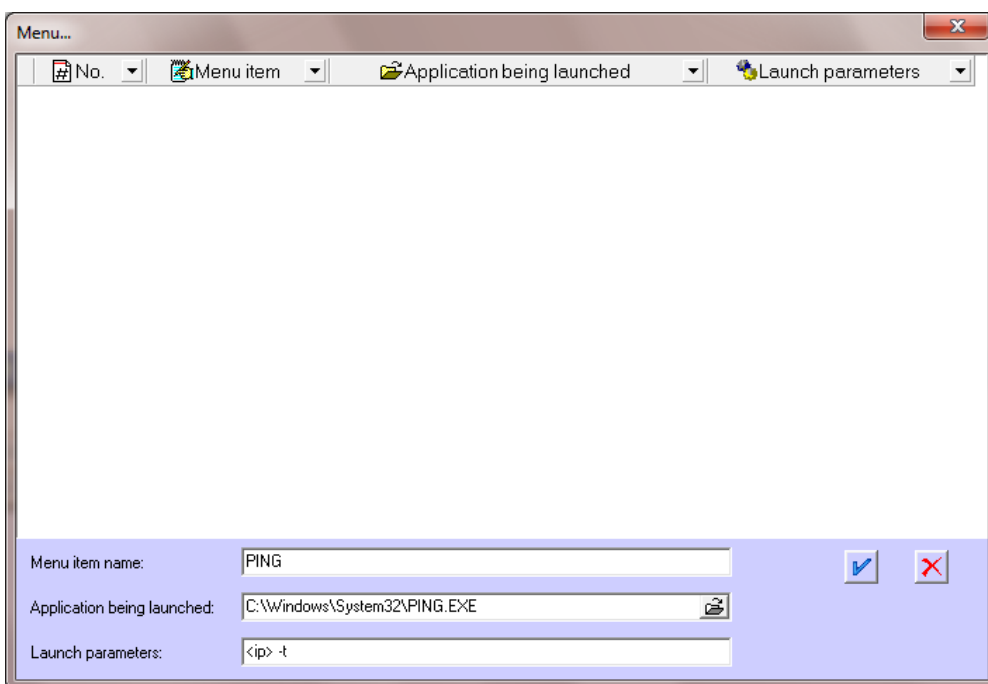 Menu...
No. Menu item Application being launched Launch parameters
Menu item name: PING
Application being launched: C:\Windows\System32\PING.EXE
Launch parameters: <ip> -t